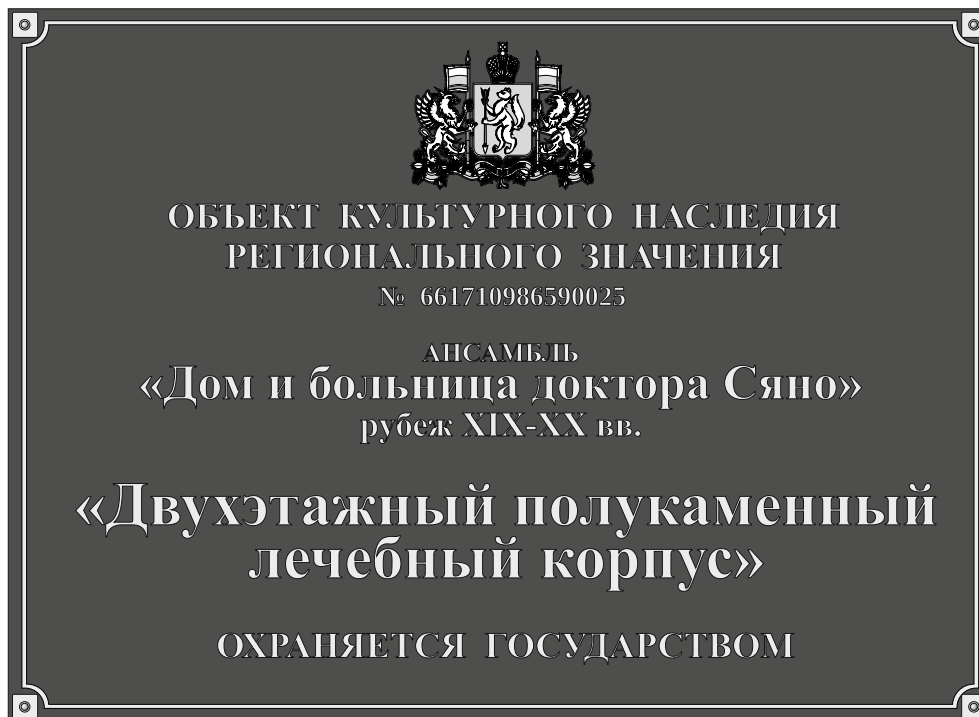 ОБЪЕКТ КУЛЬТУРНОГО НАСЛЕДИЯ
РЕГИОНАЛЬНОГО ЗНАЧЕНИЯ
№ 661710986590025
АНСАМБЛЬ
«Дом и больница доктора Сяно»
рубеж XIX-XX вв.
«Двухэтажный полукаменный
лечебный корпус»
ОХРАНЯЕТСЯ ГОСУДАРСТВОМ